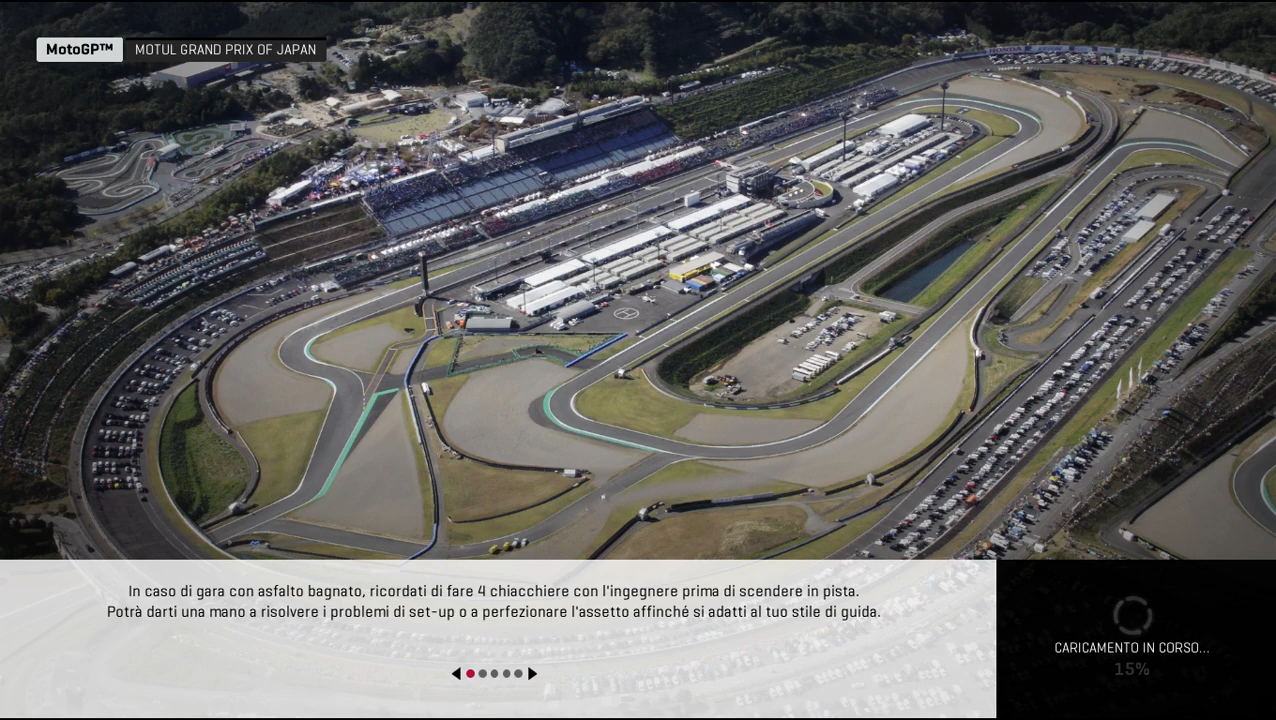 MotoGP™ MOTUL GRAND PRIX OF JAPAN
HONDA
In caso di gara con asfalto bagnato, ricordati di fare 4 chiacchiere con l'ingegnere prima di scendere in pista.
Potrà darti una mano a risolvere i problemi di set-up o a perfezionare l'assetto affinché si adatti al tuo stile di guida.
CARICAMENTO IN CORSO...
15%